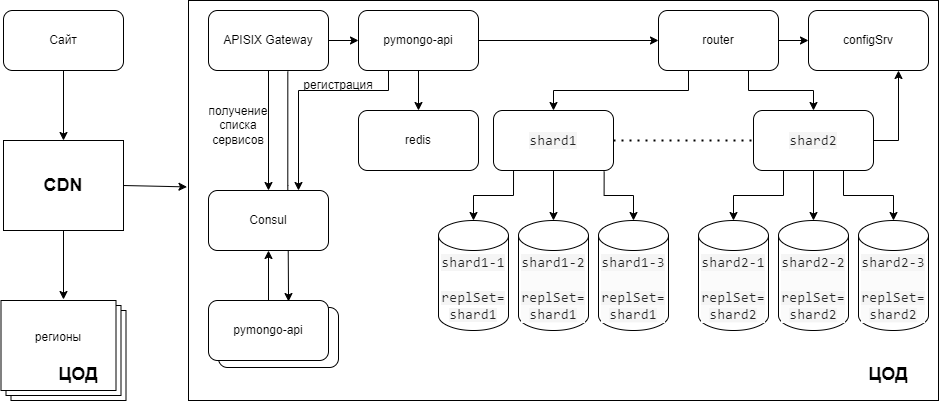 Сайт
CDN
регионы
ЦОД
APISIX Gateway
pymongo-api
router
configSrv
регистрация
получение
списка
сервисов
redis
shard1
shard2
Consul
pymongo-api
shard1-1
replSet=
shard1
shard1-2
replSet=
shard1
shard1-3
replSet=
shard1
shard2-1
replSet=
shard2
shard2-2
replSet=
shard2
shard2-3
replSet=
shard2
ЦОД